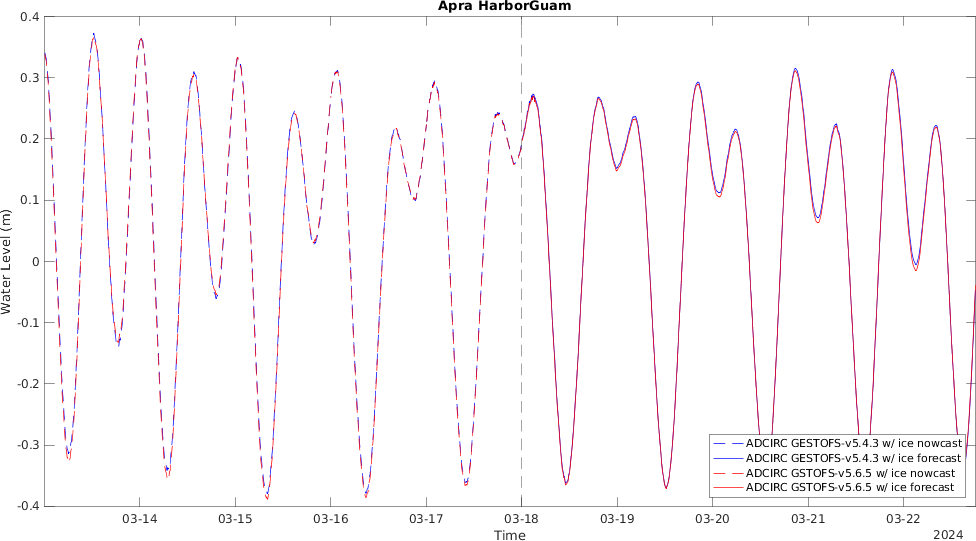 Apra HarborGuam
Water Level (m)
0.4
0.3
0.2
0.1
0
-0.1
-0.2
-0.3
-0.4
03-14 03-15 03-16 03-17 03-18 03-19 03-20 03-21 03-22
Time
2024
ADCIRC GESTOFS-v5.4.3 w/ ice nowcast
ADCIRC GESTOFS-v5.4.3 w/ ice forecast
ADCIRC GSTOFS-v5.6.5 w/ ice nowcast
ADCIRC GSTOFS-v5.6.5 w/ ice forecast